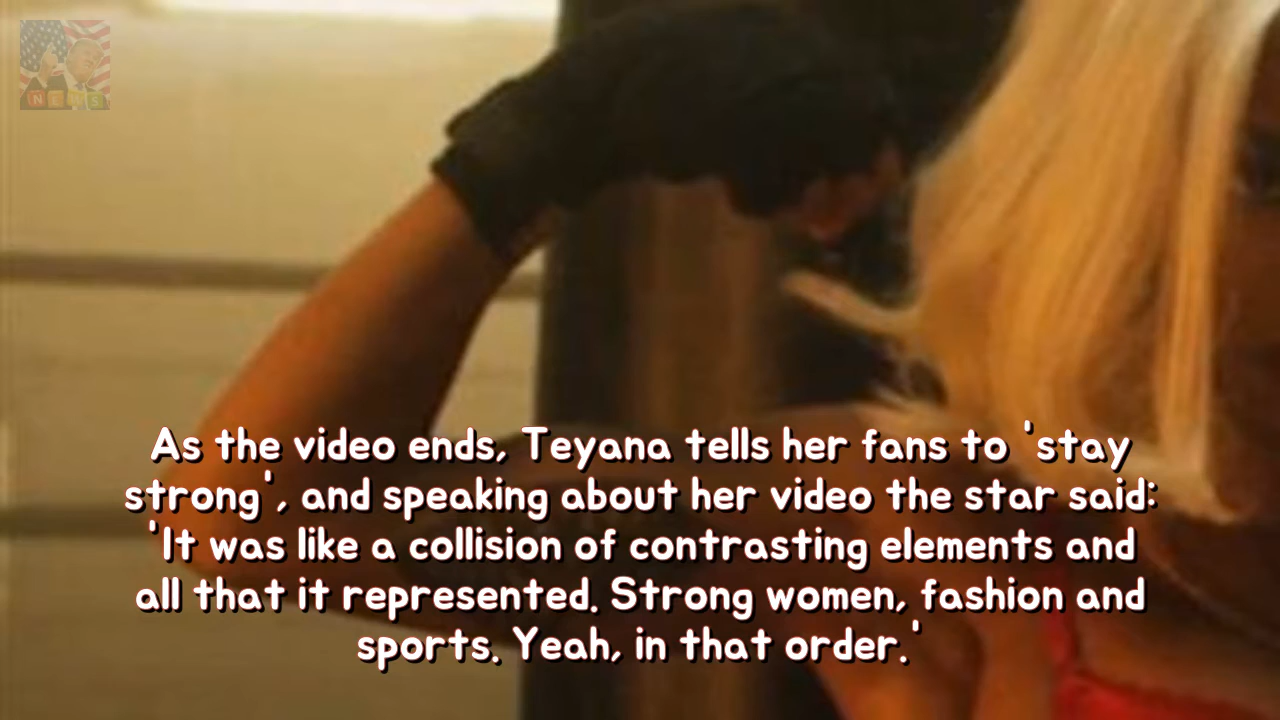 NEWS
As the video ends, Teyana tells her fans to 'stay
strong', and speaking about her video the star said:
'It was like a collision of contrasting elements and
all that it represented. Strong women, fashion and
sports. Yeah, in that order.'